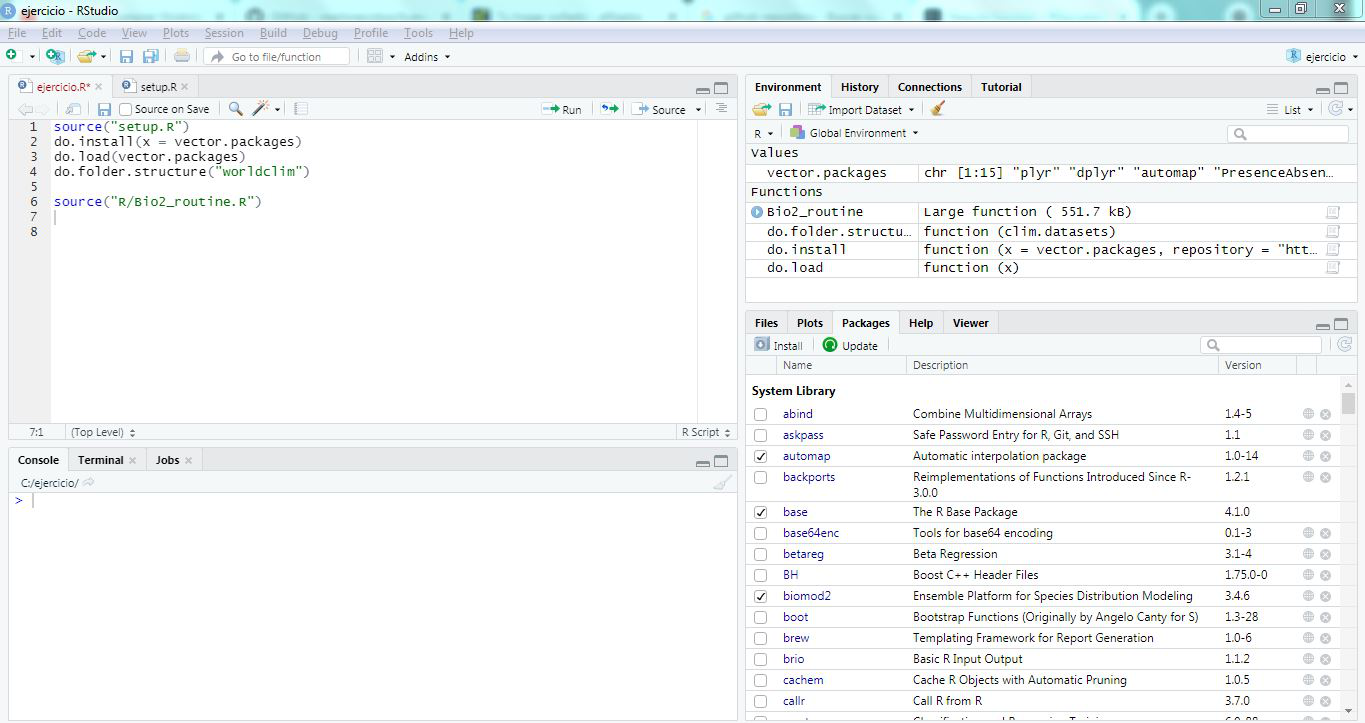 ejercicio - RStudio
File Edit Code View Plots Session Build Debug Profile Tools Help
Go to file/function Addins ejercicio
ejercicio.R* setup.R
Source on Save Run Source
1 source("setup.R")
2 do.install(x = vector.packages)
3 do.load(vector.packages)
4 do.folder.structure("worldclim")
5
6 source("R/Bio2_routine.R")
7
8
7:1 (Top Level) R Script
Console Terminal Jobs
C:/ejercicio/
>
Environment History Connections Tutorial
Import Dataset List
R Global Environment
Values
vector.packages chr [1:15] "plyr" "dplyr" "automap" "PresenceAbsen…
Functions
Bio2_routine Large function ( 551.7 kB)
do.folder.structu… function (clim.datasets)
do.install function (x = vector.packages, repository = "htt…
do.load function (x)
Files Plots Packages Help Viewer
Install Update
Name Description Version
System Library
abind Combine Multidimensional Arrays 1.4-5
askpass Safe Password Entry for R, Git, and SSH 1.1
automap Automatic interpolation package 1.0-14
backports Reimplementations of Functions Introduced Since R-
3.0.0 1.2.1
base The R Base Package 4.1.0
base64enc Tools for base64 encoding 0.1-3
betareg Beta Regression 3.1-4
BH Boost C++ Header Files 1.75.0-0
biomod2 Ensemble Platform for Species Distribution Modeling 3.4.6
boot Bootstrap Functions (Originally by Angelo Canty for S) 1.3-28
brew Templating Framework for Report Generation 1.0-6
brio Basic R Input Output 1.1.2
cachem Cache R Objects with Automatic Pruning 1.0.5
callr Call R from R 3.7.0